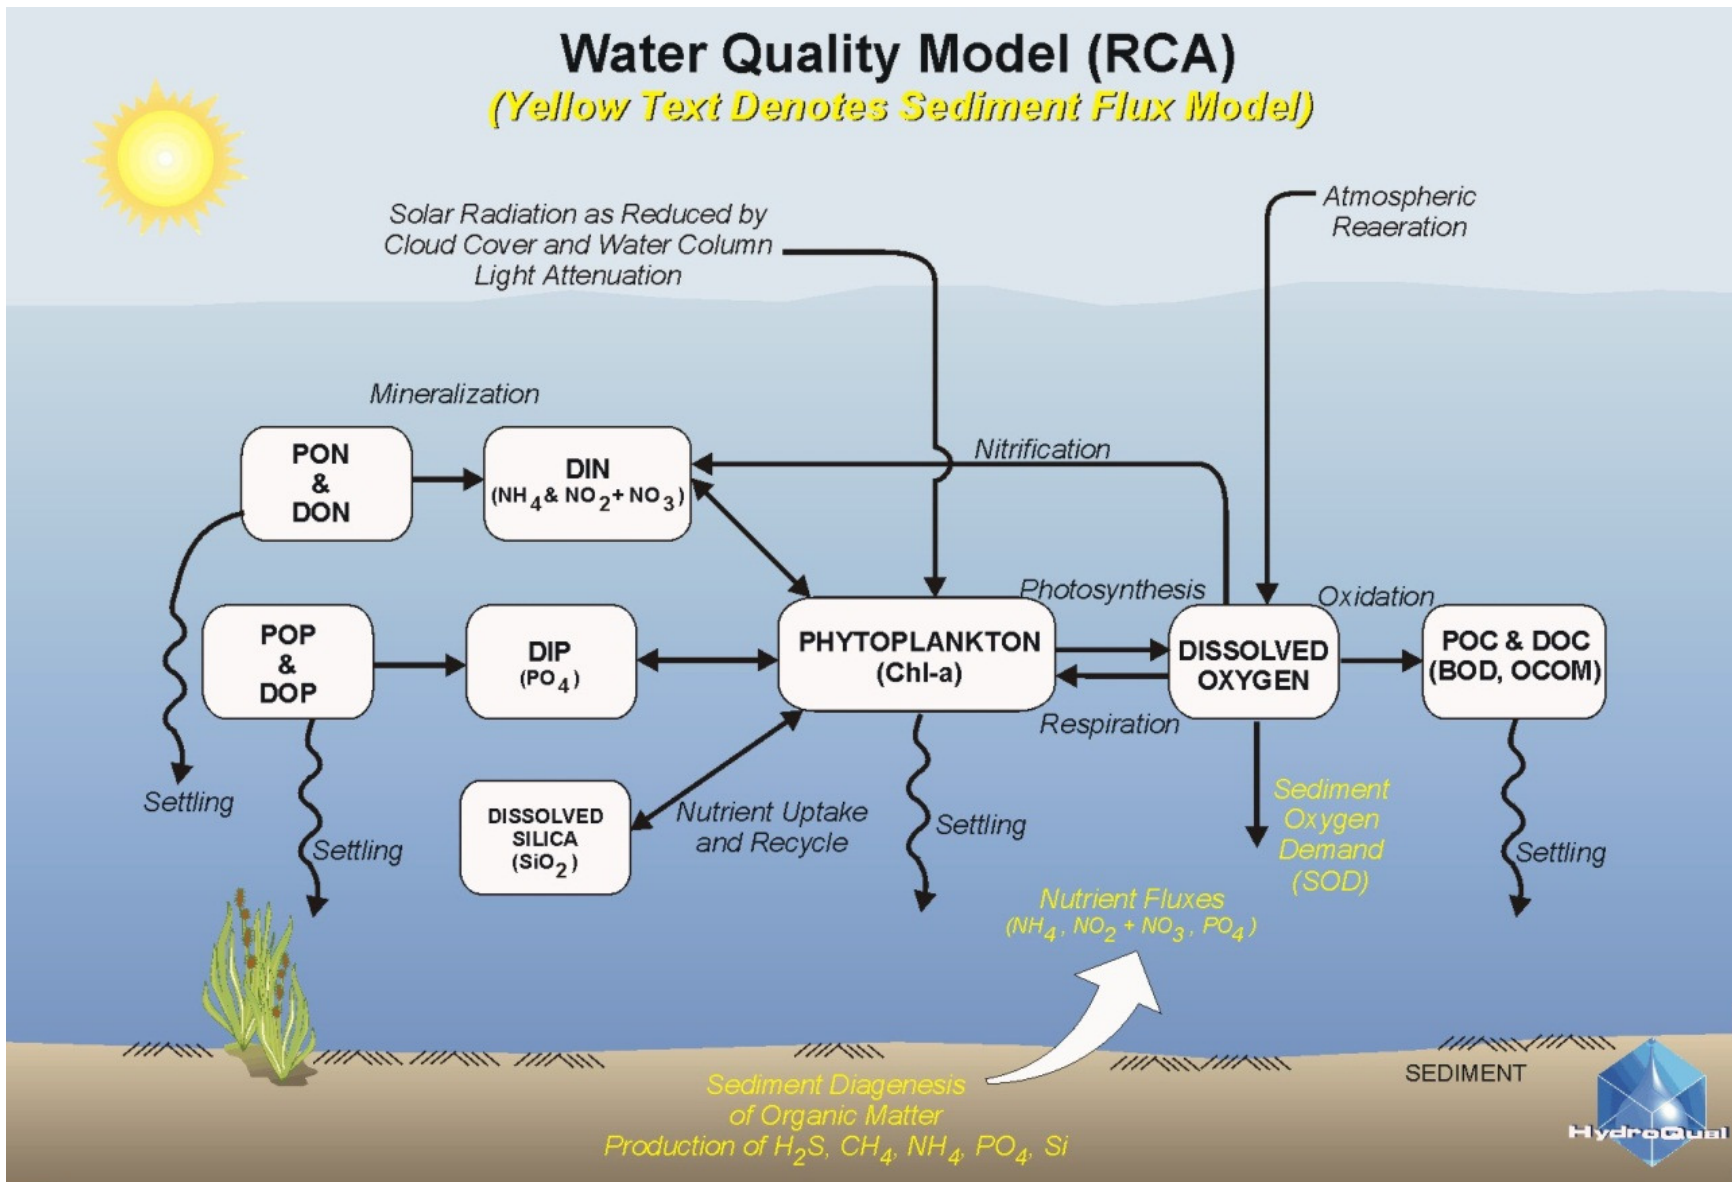 Water Quality Model (RCA)
(Yellow Text Denotes Sediment Flux Model)
Solar Radiation as Reduced by
Cloud Cover and Water Column
Light Attenuation
Atmospheric
Reaeration
Mineralization
PON
&
DON
DIN
(NH4 & NO2 + NO3)
Nitrification
POP
&
DOP
DIP
(PO4)
PHYTOPLANKTON
(Chl-a)
Photosynthesis
Respiration
DISSOLVED
OXYGEN
Oxidation
POC & DOC
(BOD, OCOM)
Settling
Settling
DISSOLVED
SILICA
(SiO2)
Nutrient Uptake
and Recycle
Settling
Sediment
Oxygen
Demand
(SOD)
Settling
Nutrient Fluxes
(NH4, NO2 + NO3, PO4)
Sediment Diagenesis
of Organic Matter
Production of H2S, CH4, NH4, PO4, Si
SEDIMENT
HydroQual